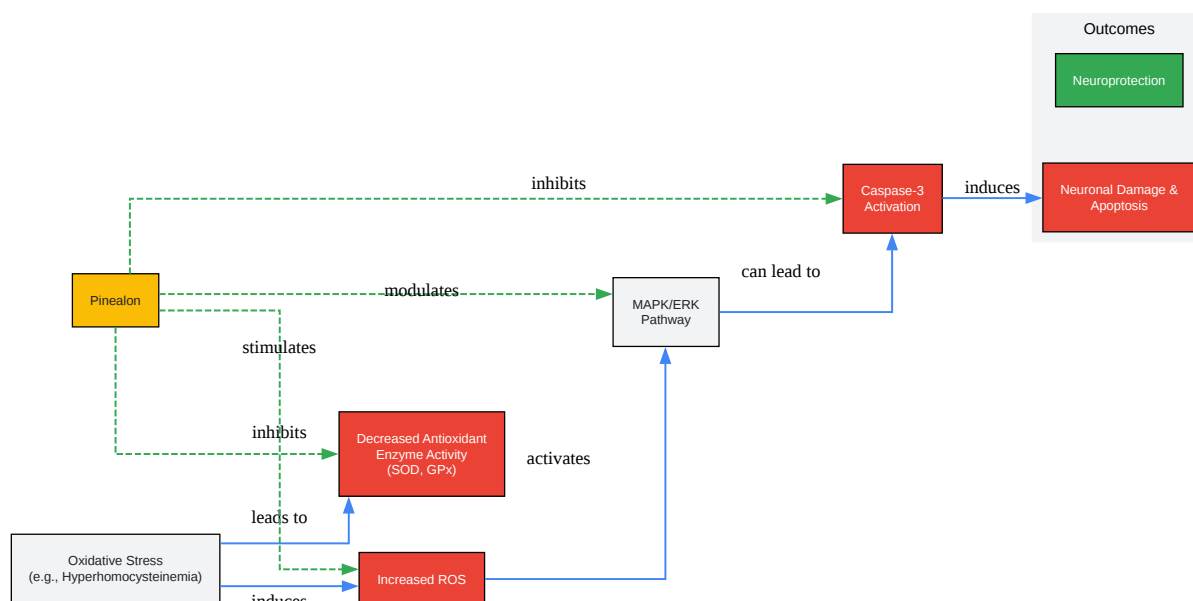 Outcomes
Neuroprotection
inhibits
Caspase-3
Activation
induces
Neuronal Damage &
Apoptosis
can lead to
Pinealon
modulates
MAPK/ERK
Pathway
stimulates
inhibits
Decreased Antioxidant
Enzyme Activity
(SOD, GPx)
activates
leads to
Oxidative Stress
(e.g., Hyperhomocysteinemia)
Increased ROS
induces